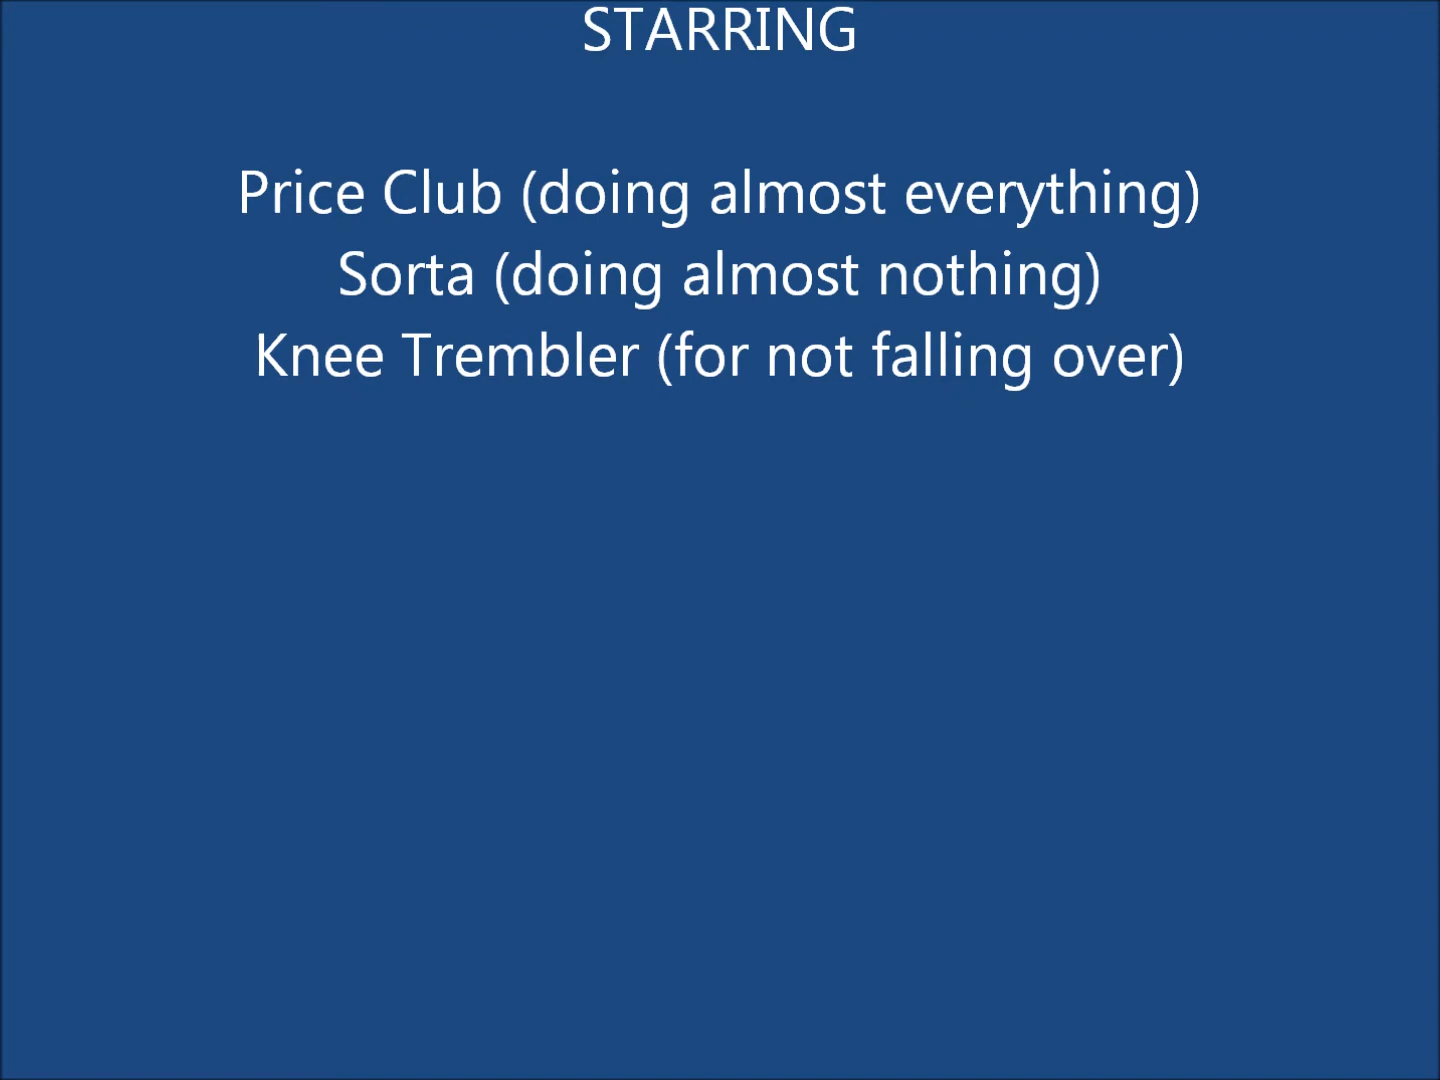 STARRING
Price Club (doing almost everything)
Sorta (doing almost nothing)
Knee Trembler (for not falling over)